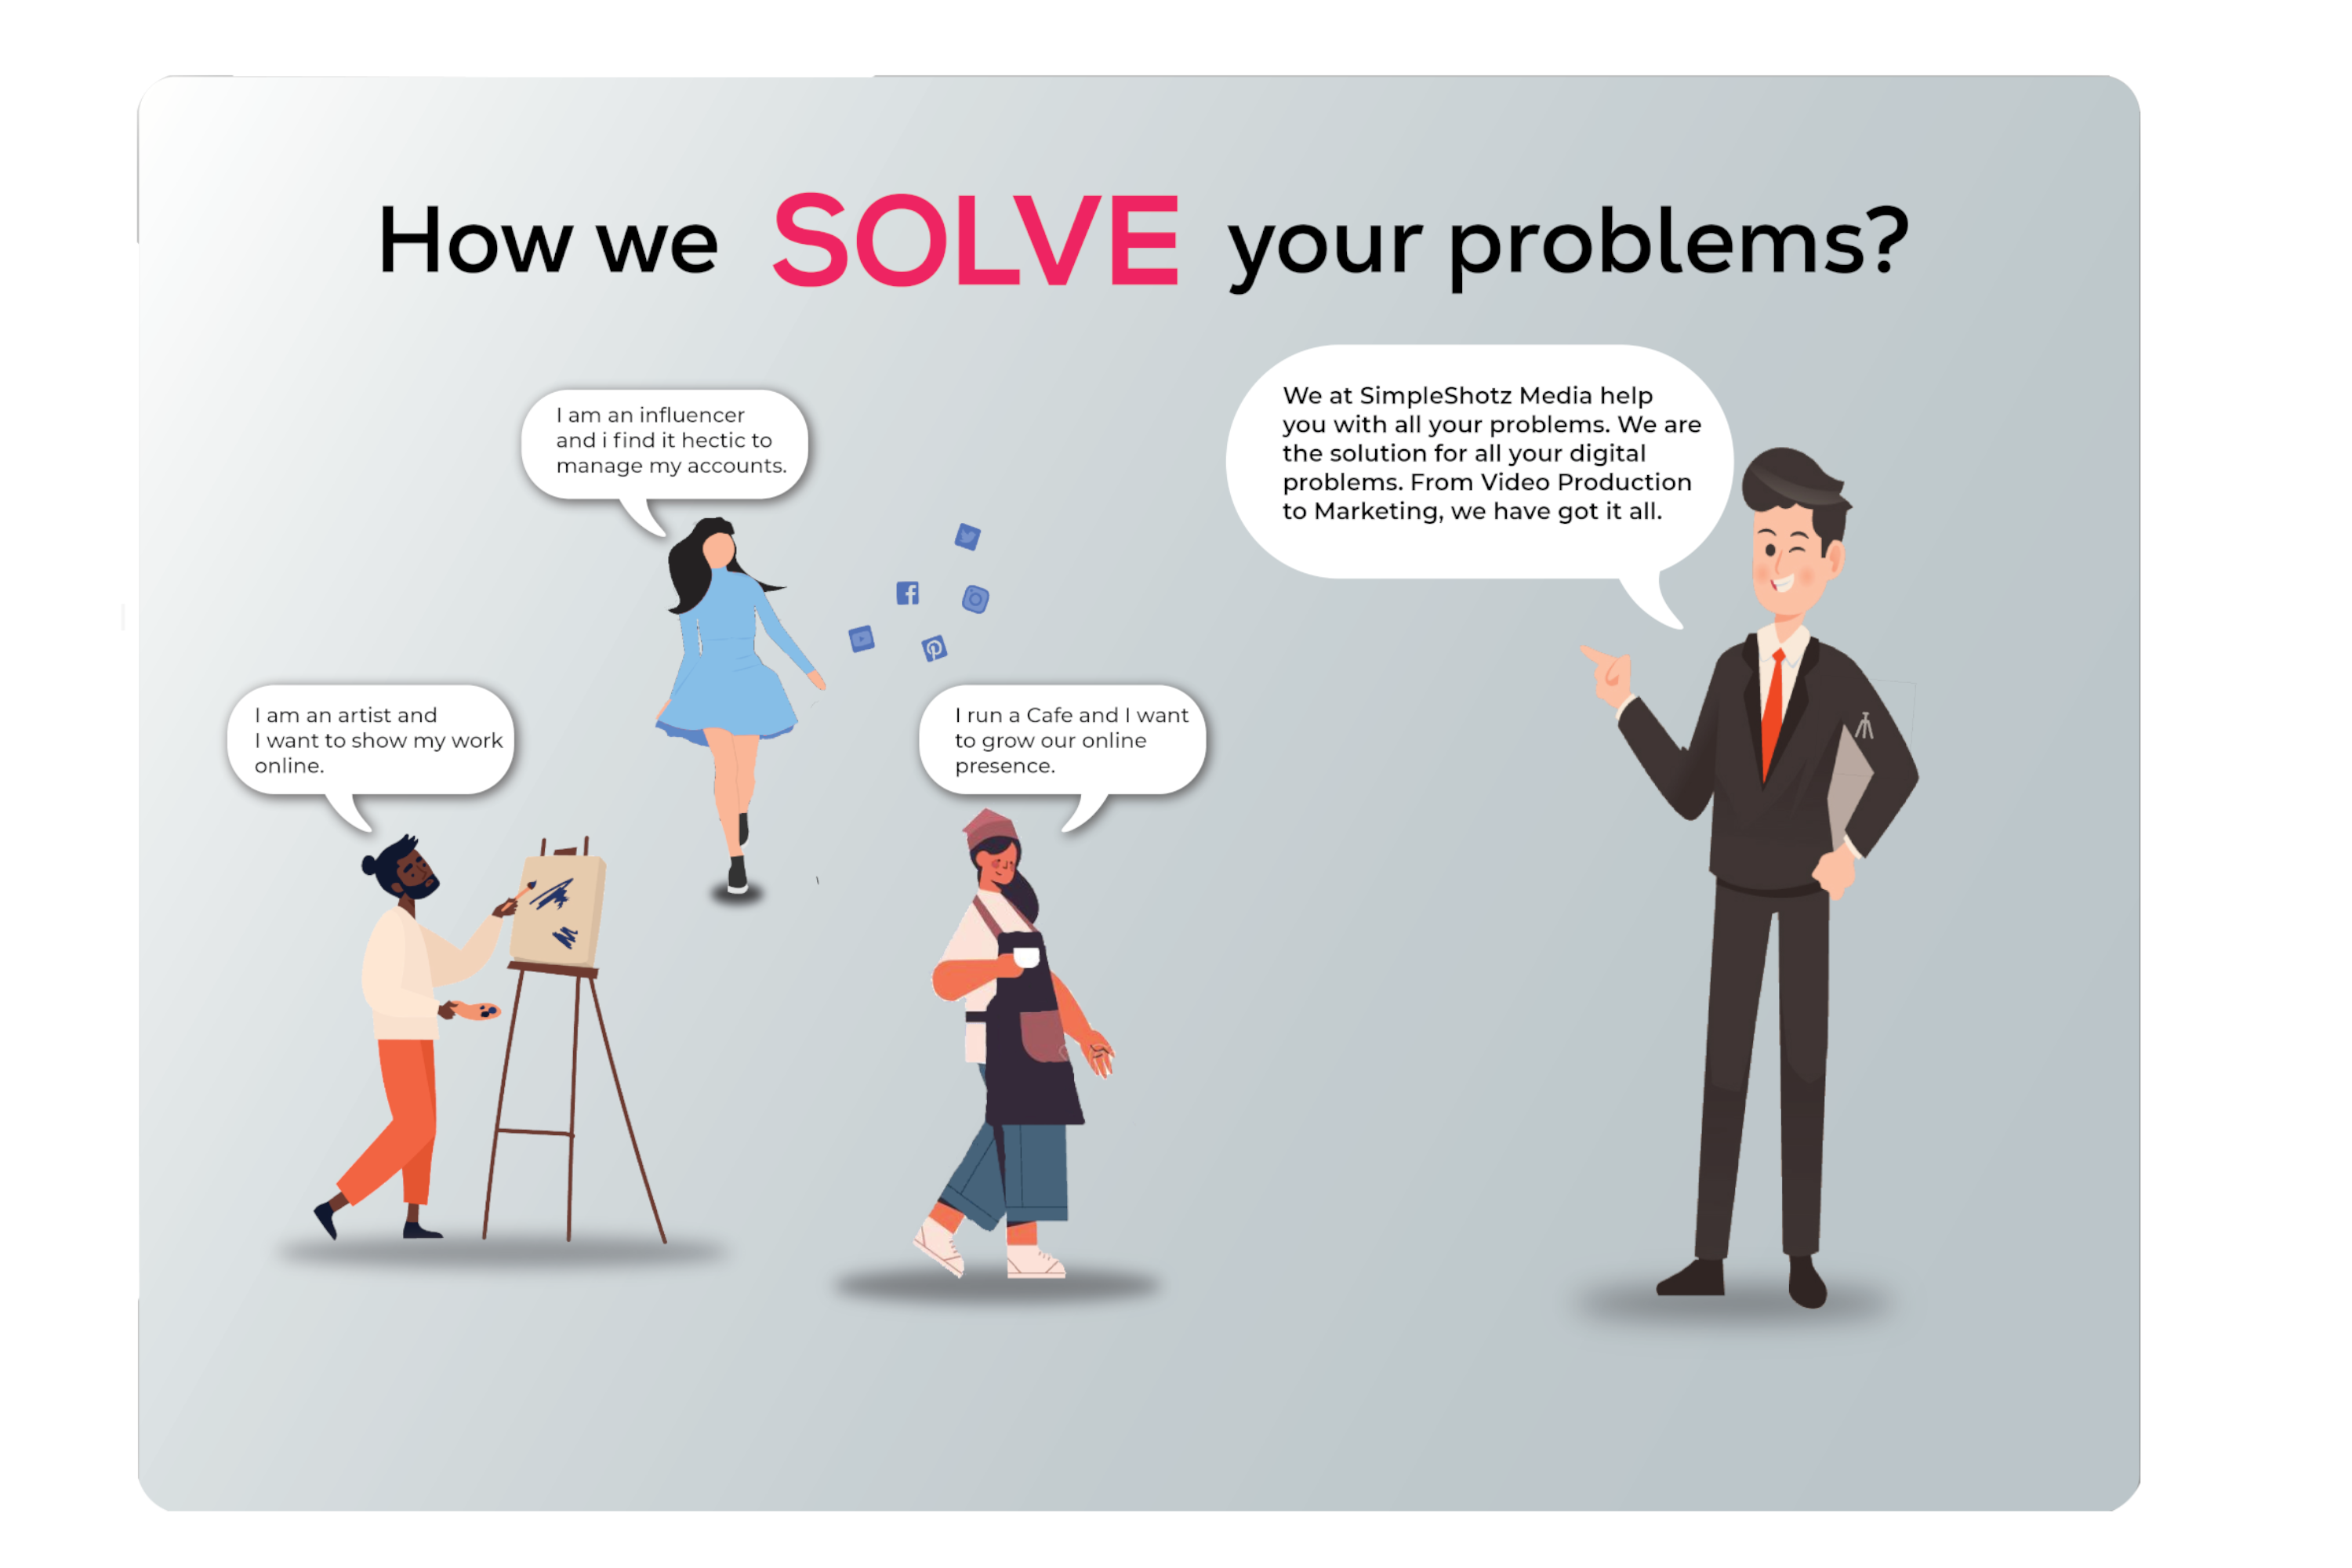 How we SOLVE your problems?
I am an influencer
and i find it hectic to
manage my accounts.
We at SimpleShotz Media help
you with all your problems. We are
the solution for all your digital
problems. From Video Production
to Marketing, we have got it all.
I am an artist and
I want to show my work
online.
I run a Cafe and I want
to grow our online
presence.